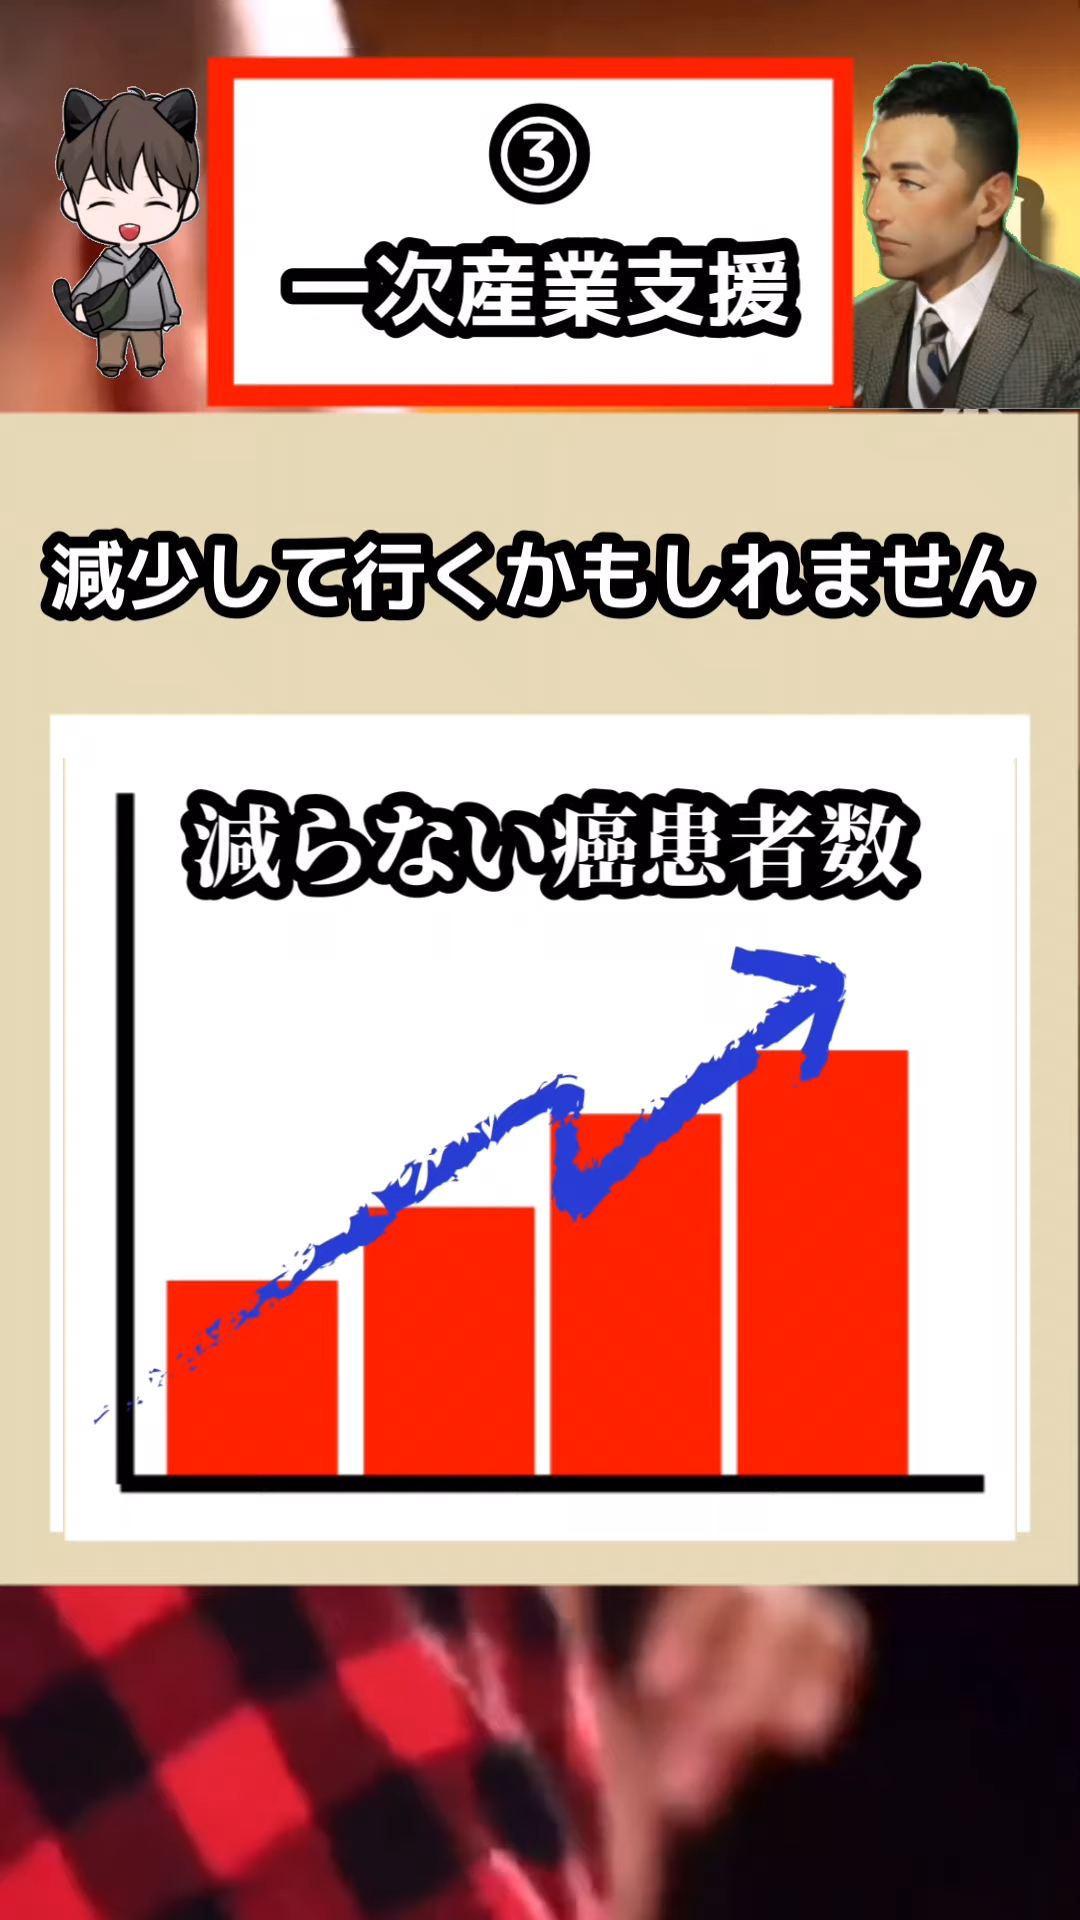 ③
一次産業支援
減少して行くかもしれません
減らない癌患者数